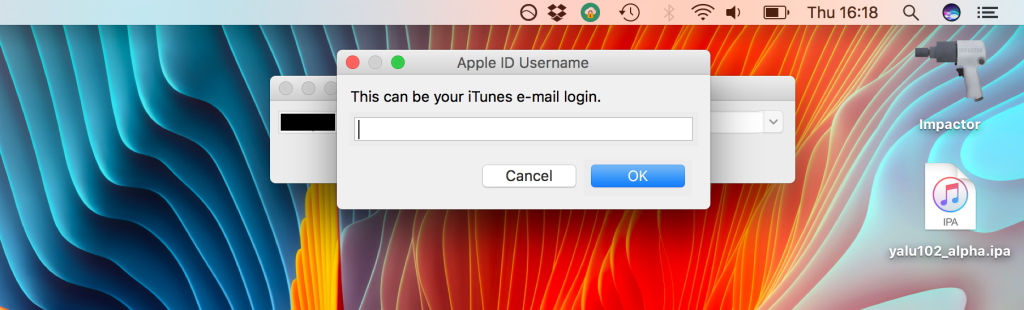 Thu 16:18
Apple ID Username
This can be your iTunes e-mail login.
Cancel
OK
Impactor
IPA
yalu102_alpha.ipa